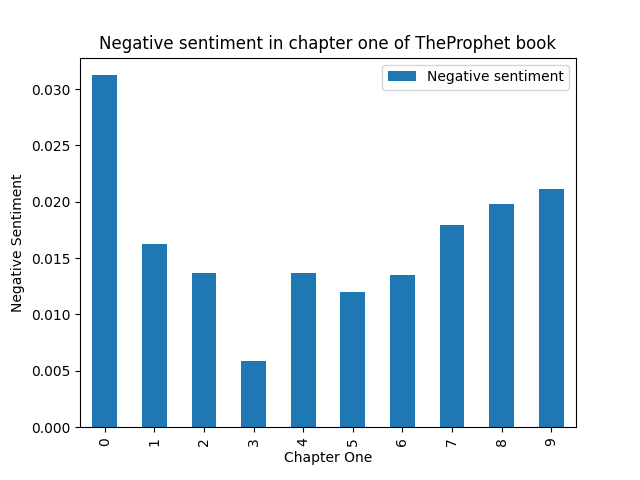 Negative sentiment in chapter one of TheProphet book
Negative sentiment
0.030
0.025
0.020
0.015
0.010
0.005
0.000
Negative Sentiment
0 1 2 3 4 5 6 7 8 9
Chapter One